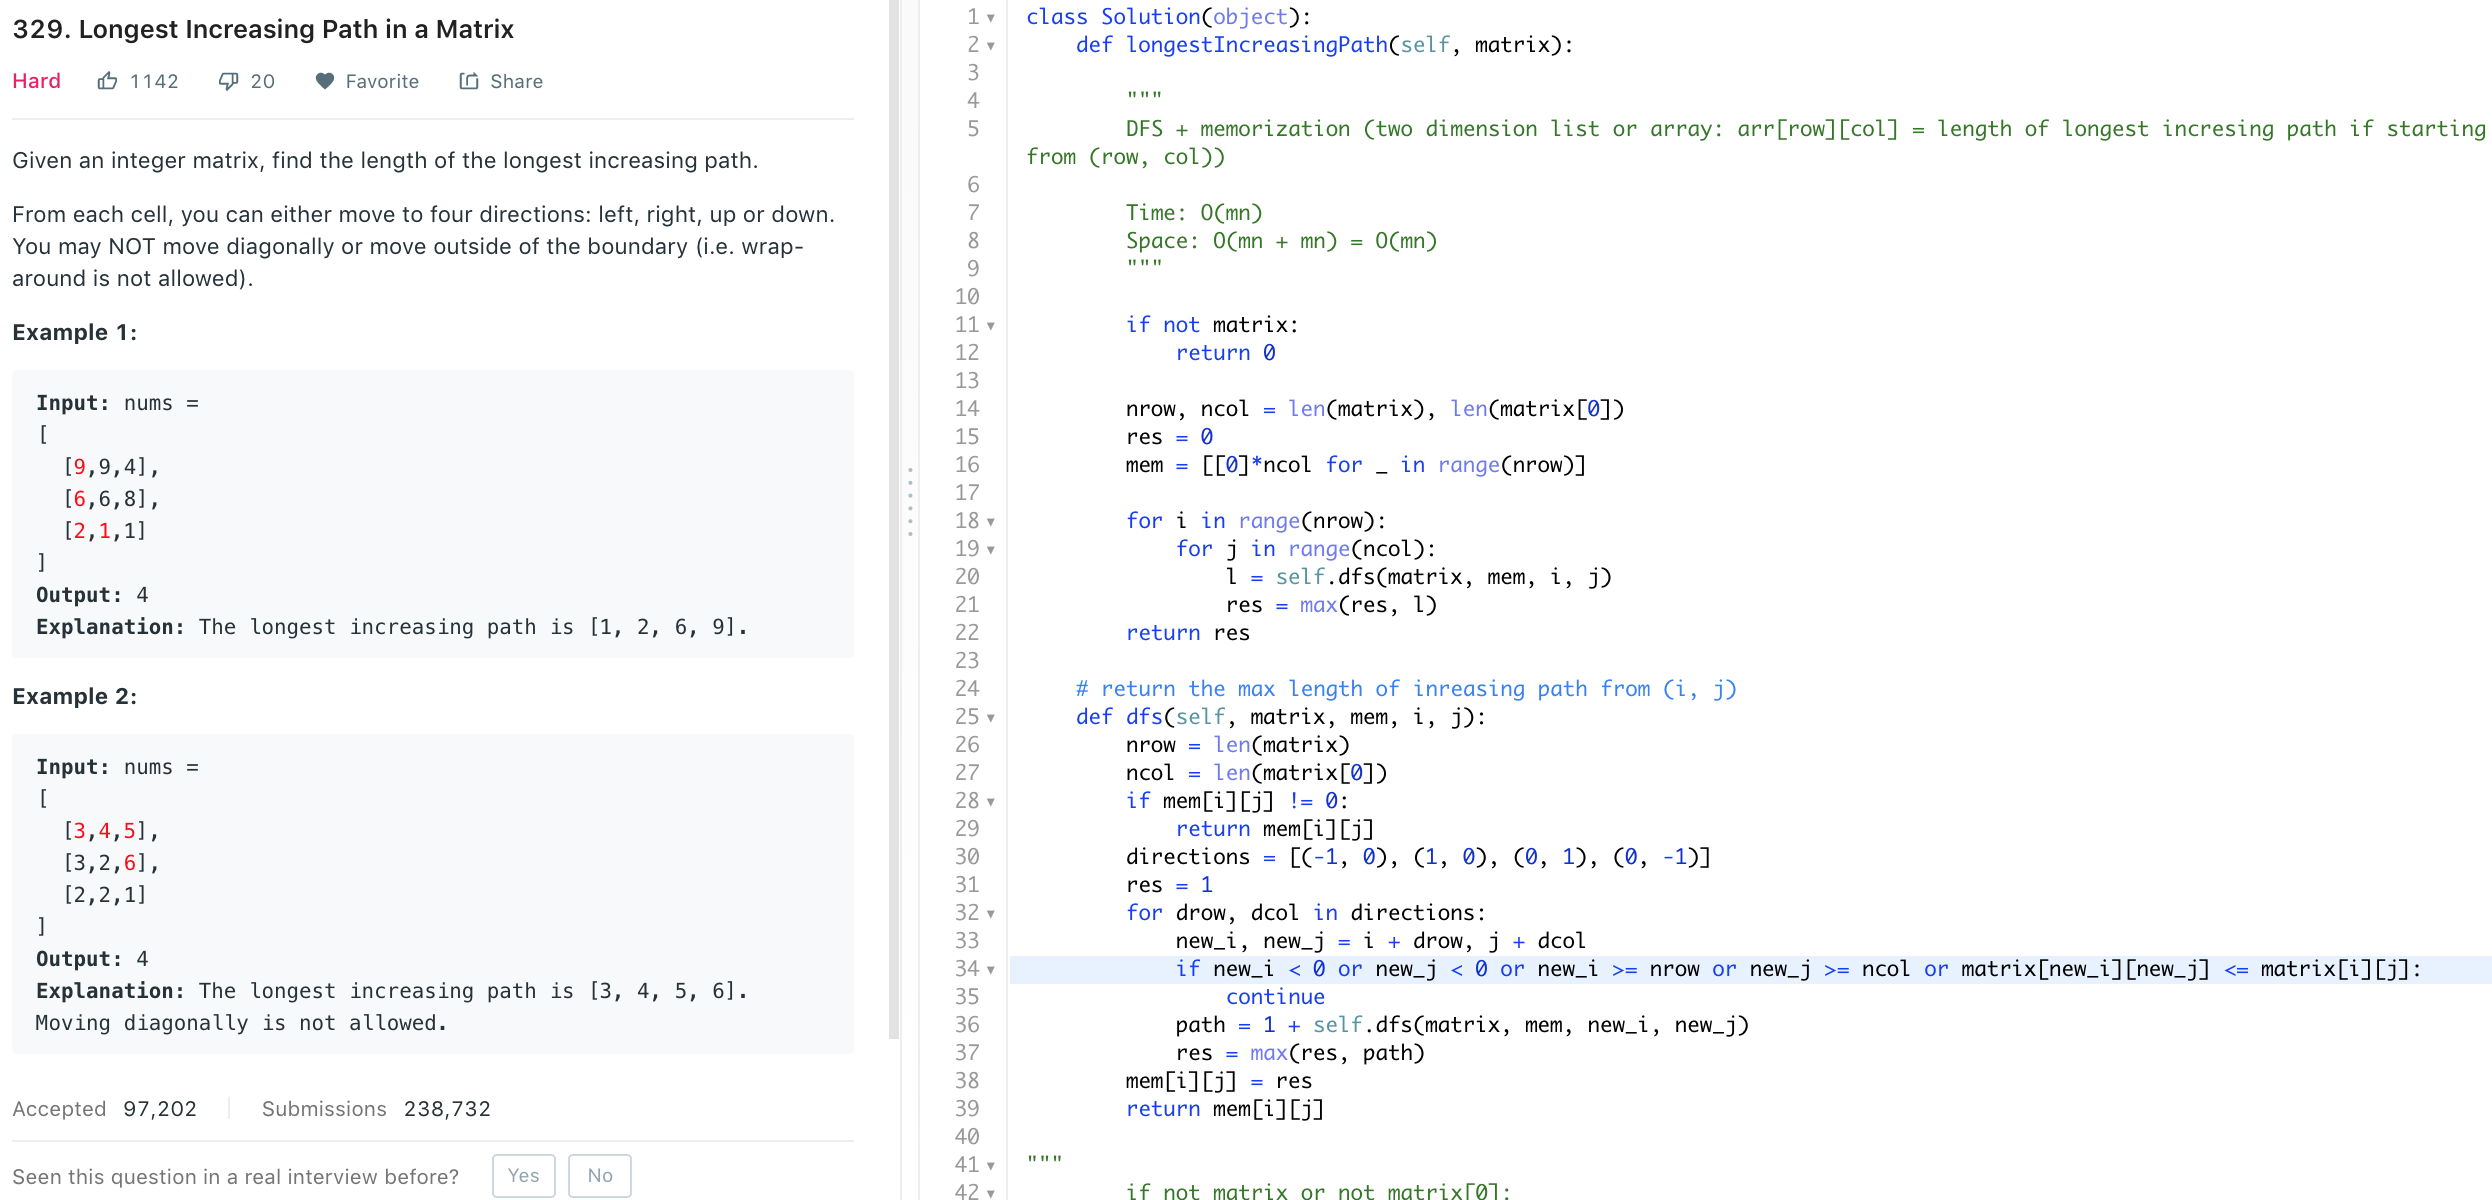 329. Longest Increasing Path in a Matrix
Hard 1142 20 Favorite Share
Given an integer matrix, find the length of the longest increasing path.
From each cell, you can either move to four directions: left, right, up or down.
You may NOT move diagonally or move outside of the boundary (i.e. wrap-
around is not allowed).
Example 1:
Input: nums =
[
[9,9,4],
[6,6,8],
[2,1,1]
]
Output: 4
Explanation: The longest increasing path is [1, 2, 6, 9].
Example 2:
Input: nums =
[
[3,4,5],
[3,2,6],
[2,2,1]
]
Output: 4
Explanation: The longest increasing path is [3, 4, 5, 6].
Moving diagonally is not allowed.
Accepted 97,202 Submissions 238,732
Seen this question in a real interview before? Yes No
1 class Solution(object):
2     def longestIncreasingPath(self, matrix):
3
4         """
5         DFS + memorization (two dimension list or array: arr[row][col] = length of longest incresing path if starting
from (row, col))
6
7         Time: O(mn)
8         Space: O(mn + mn) = O(mn)
9         """
10
11         if not matrix:
12             return 0
13
14         nrow, ncol = len(matrix), len(matrix[0])
15         res = 0
16         mem = [[0]*ncol for _ in range(nrow)]
17
18         for i in range(nrow):
19             for j in range(ncol):
20                 l = self.dfs(matrix, mem, i, j)
21                 res = max(res, l)
22         return res
23
24     # return the max length of inreasing path from (i, j)
25     def dfs(self, matrix, mem, i, j):
26         nrow = len(matrix)
27         ncol = len(matrix[0])
28         if mem[i][j] != 0:
29             return mem[i][j]
30         directions = [(-1, 0), (1, 0), (0, 1), (0, -1)]
31         res = 1
32         for drow, dcol in directions:
33             new_i, new_j = i + drow, j + dcol
34             if new_i < 0 or new_j < 0 or new_i >= nrow or new_j >= ncol or matrix[new_i][new_j] <= matrix[i][j]:
35                 continue
36             path = 1 + self.dfs(matrix, mem, new_i, new_j)
37             res = max(res, path)
38         mem[i][j] = res
39         return mem[i][j]
40
41 """
42         if not matrix or not matrix[0]: